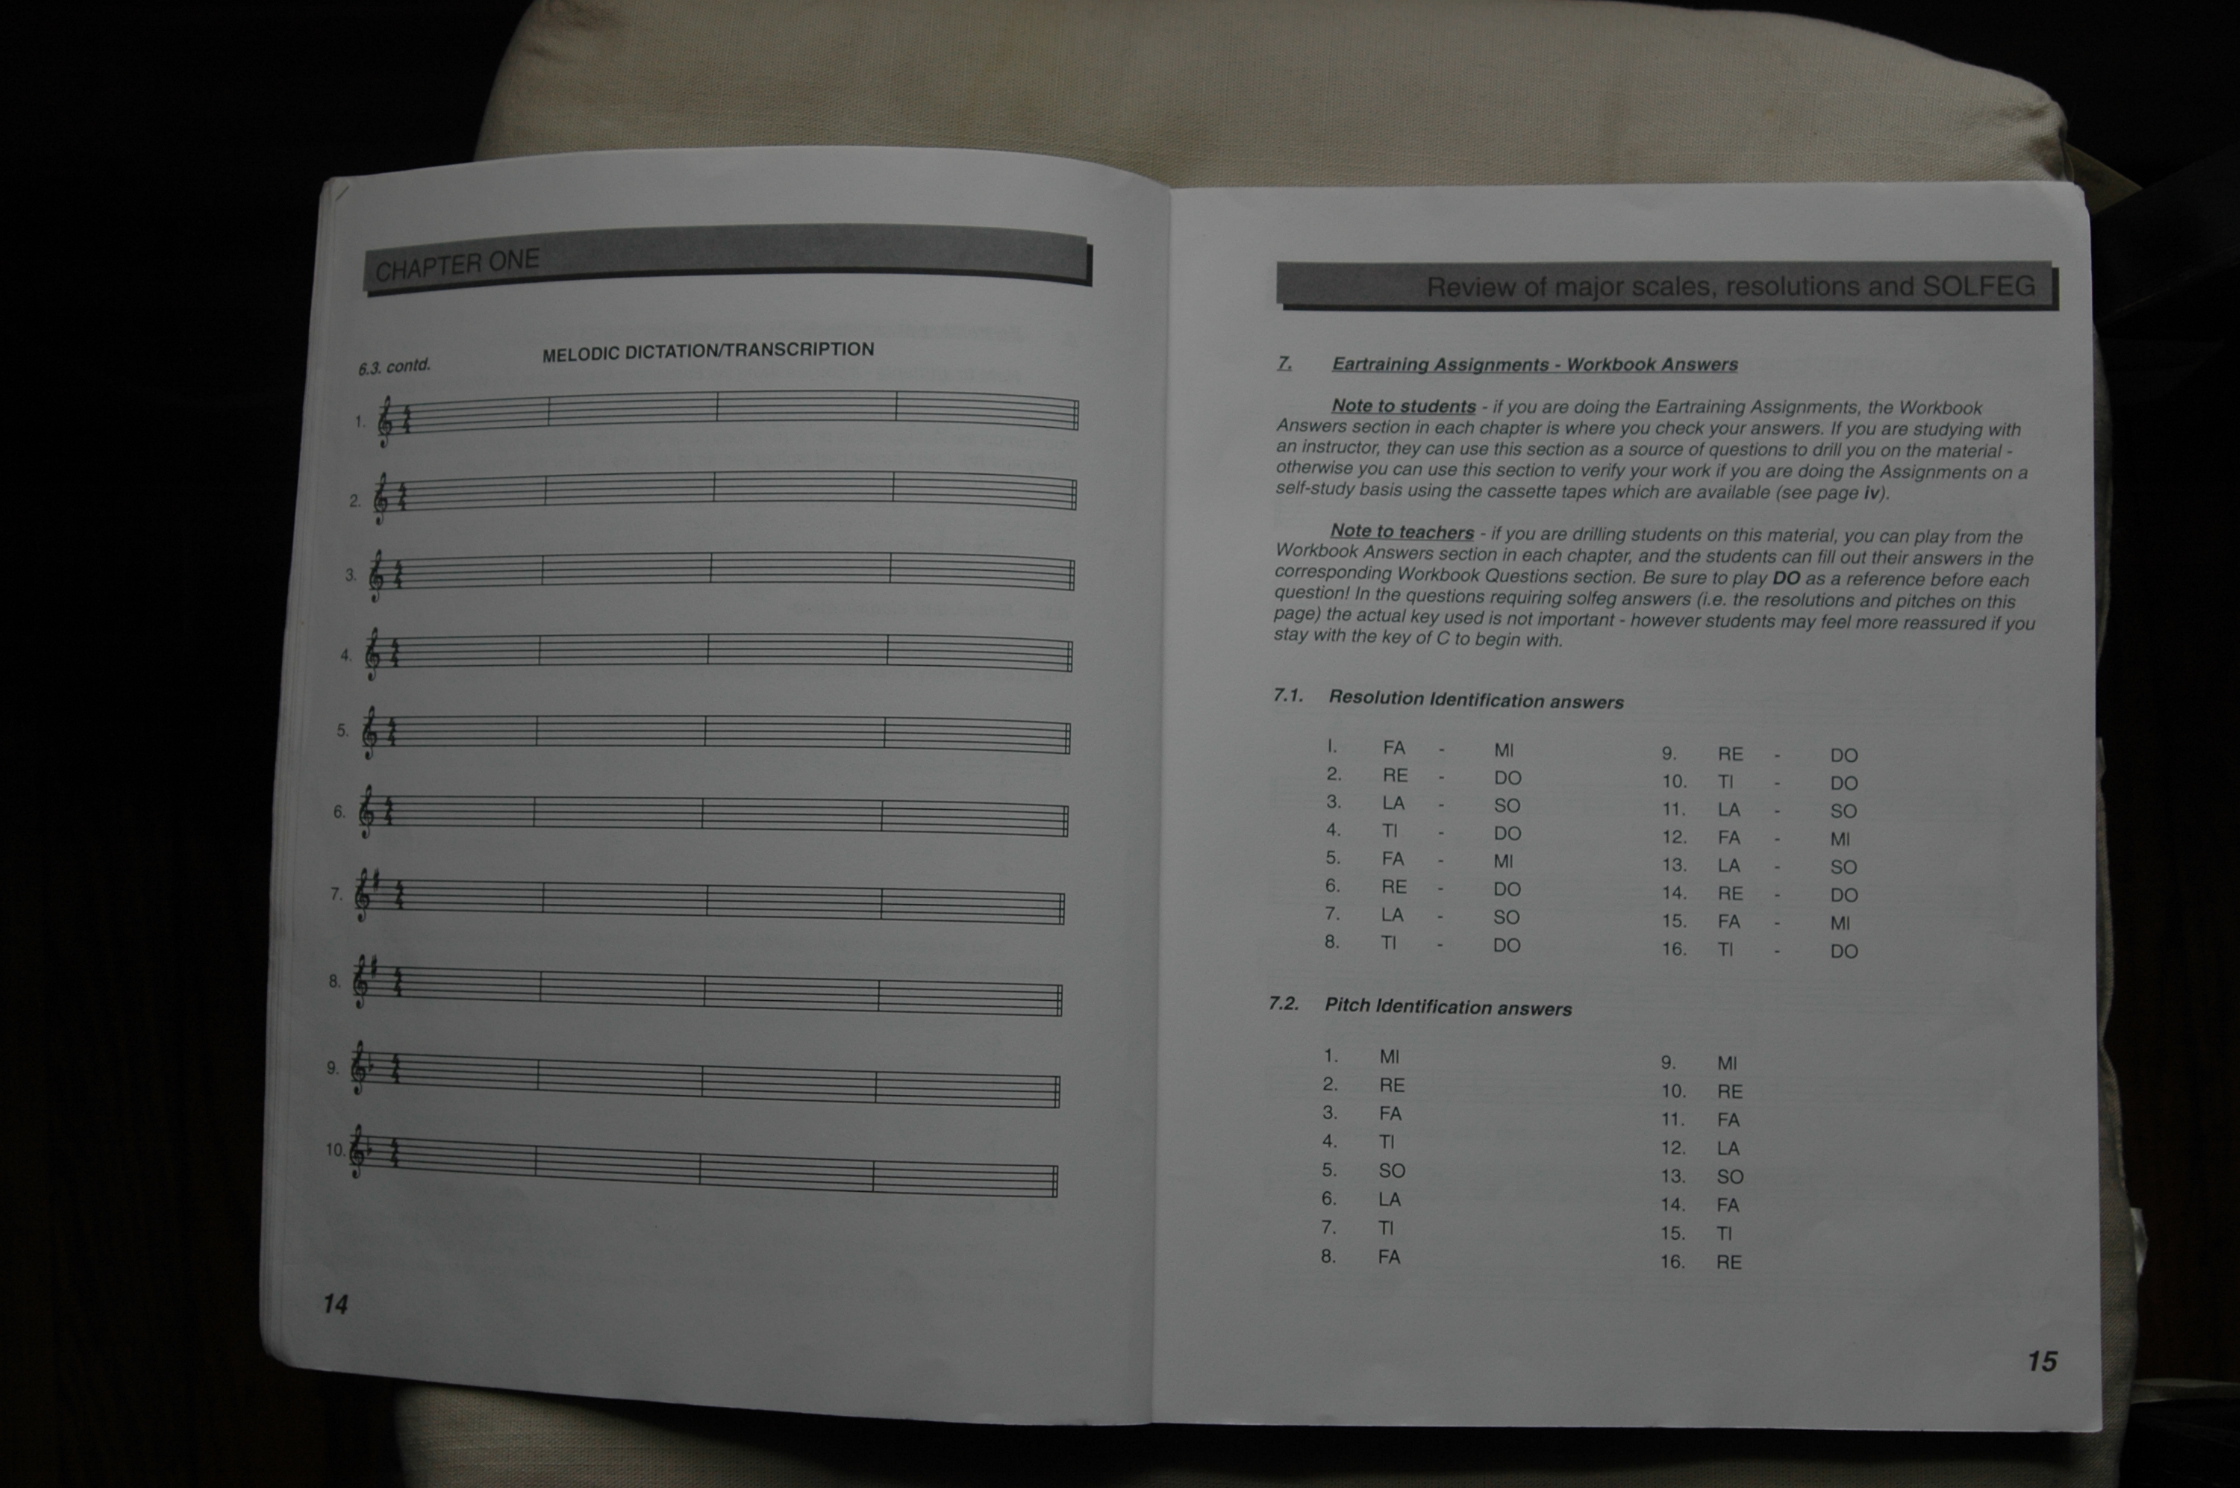 CHAPTER ONE
6.3. contd.
MELODIC DICTATION/TRANSCRIPTION
1.
2.
3.
4.
5.
6.
7.
8.
9.
10.
14
Review of major scales, resolutions and SOLFEG
7. Eartraining Assignments - Workbook Answers
Note to students - if you are doing the Eartraining Assignments, the Workbook
Answers section in each chapter is where you check your answers. If you are studying with
an instructor, they can use this section as a source of questions to drill you on the material -
otherwise you can use this section to verify your work if you are doing the Assignments on a
self-study basis using the cassette tapes which are available (see page iv).
Note to teachers - if you are drilling students on this material, you can play from the
Workbook Answers section in each chapter, and the students can fill out their answers in the
corresponding Workbook Questions section. Be sure to play DO as a reference before each
question! In the questions requiring solfeg answers (i.e. the resolutions and pitches on this
page) the actual key used is not important - however students may feel more reassured if you
stay with the key of C to begin with.
7.1. Resolution Identification answers
I. FA - MI
2. RE - DO
3. LA - SO
4. TI - DO
5. FA - MI
6. RE - DO
7. LA - SO
8. TI - DO
9. RE - DO
10. TI - DO
11. LA - SO
12. FA - MI
13. LA - SO
14. RE - DO
15. FA - MI
16. TI - DO
7.2. Pitch Identification answers
1. MI
2. RE
3. FA
4. TI
5. SO
6. LA
7. TI
8. FA
9. MI
10. RE
11. FA
12. LA
13. SO
14. FA
15. TI
16. RE
15